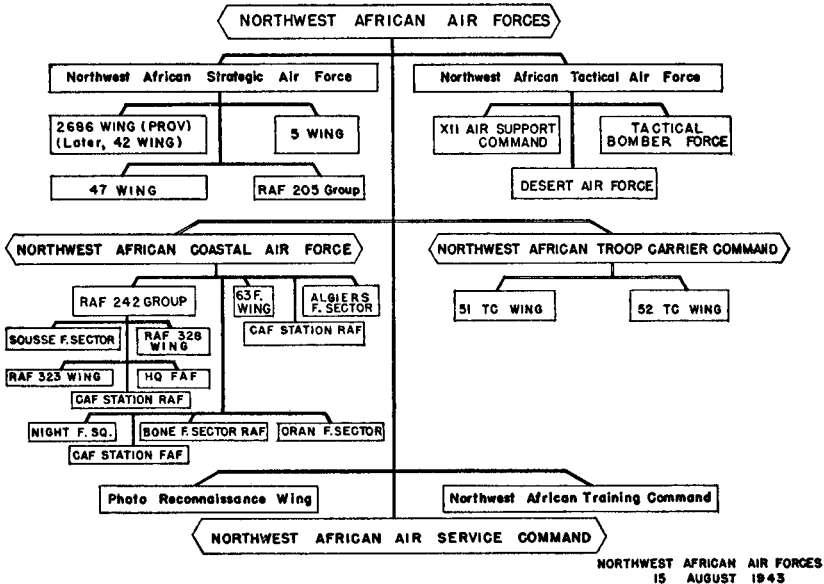 NORTHWEST AFRICAN AIR FORCES
Northwest African Strategic Air Force
Northwest African Tactical Air Force
2686 WING (PROV)
(Later, 42 WING)
5 WING
XII AIR SUPPORT
COMMAND
TACTICAL
BOMBER FORCE
47 WING
RAF 205 Group
DESERT AIR FORCE
NORTHWEST AFRICAN COASTAL AIR FORCE
NORTHWEST AFRICAN TROOP CARRIER COMMAND
RAF 242 GROUP
63 F.
WING
ALGIERS
F. SECTOR
CAF STATION RAF
51 TC WING
52 TC WING
SOUSSE F. SECTOR
RAF 328
WING
RAF 323 WING
HQ FAF
CAF STATION RAF
NIGHT F. SQ.
BONE F. SECTOR RAF
ORAN F. SECTOR
CAF STATION FAF
Photo Reconnaissance Wing
Northwest African Training Command
NORTHWEST AFRICAN AIR SERVICE COMMAND
NORTHWEST AFRICAN AIR FORCES
15 AUGUST 1943